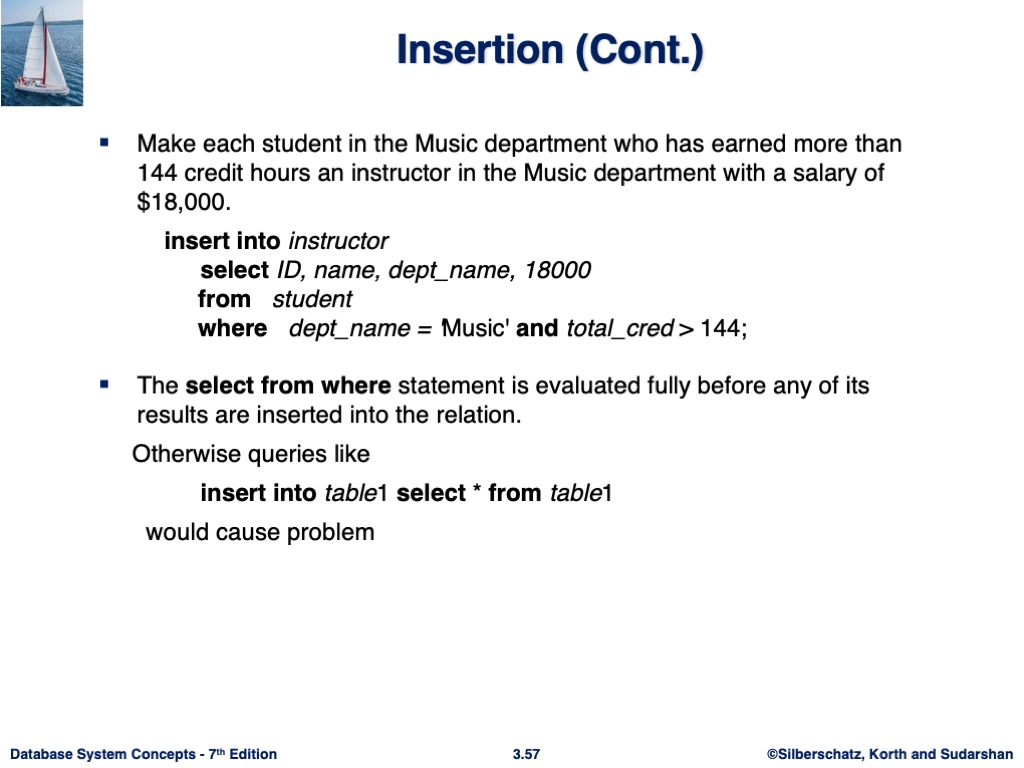 Insertion (Cont.)
▪ Make each student in the Music department who has earned more than
144 credit hours an instructor in the Music department with a salary of
$18,000.
insert into instructor
select ID, name, dept_name, 18000
from student
where dept_name = 'Music' and total_cred > 144;
▪ The select from where statement is evaluated fully before any of its
results are inserted into the relation.
Otherwise queries like
insert into table1 select * from table1
would cause problem
Database System Concepts - 7th Edition
3.57
©Silberschatz, Korth and Sudarshan